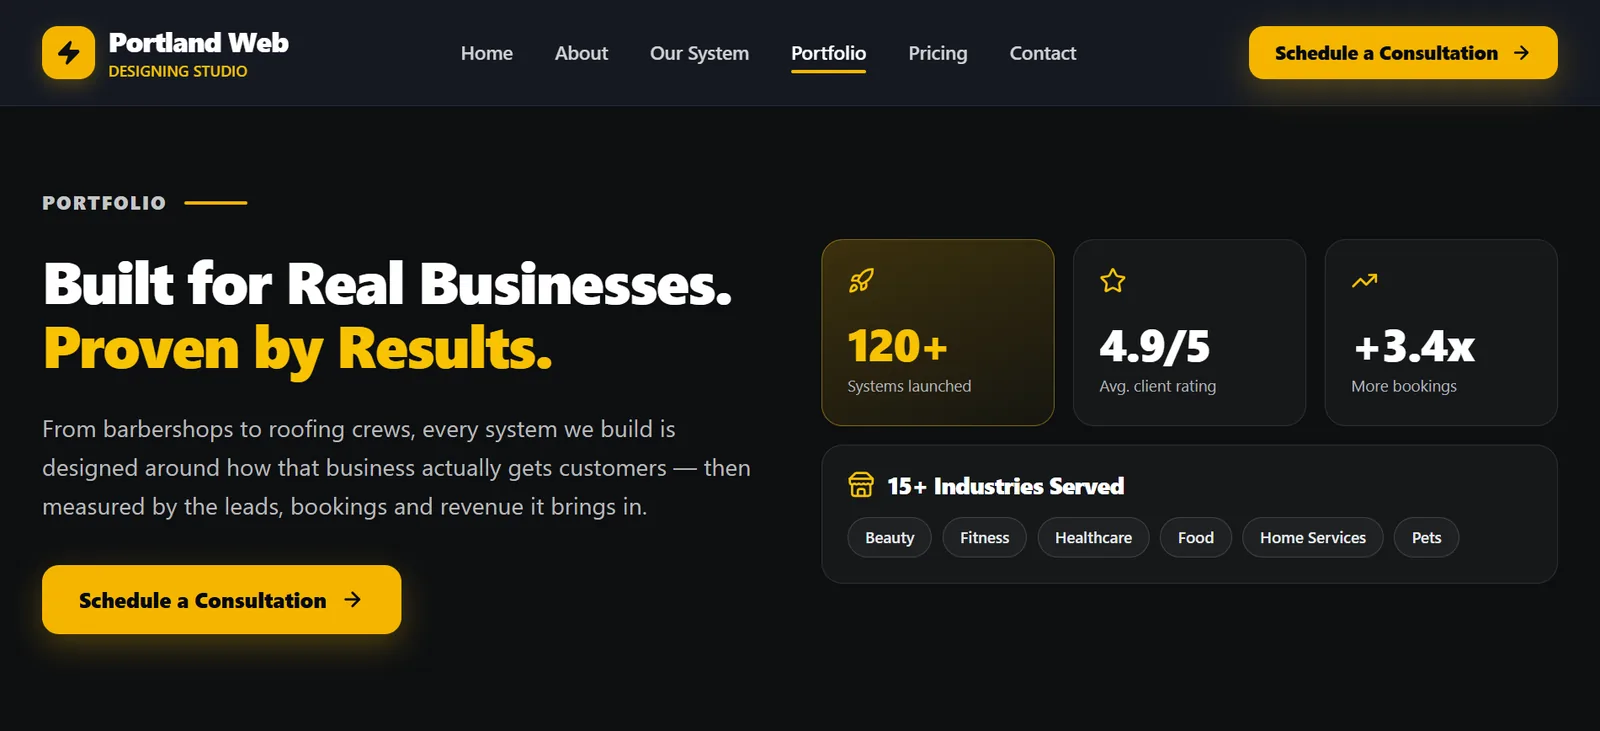 Portland Web
DESIGNING STUDIO
Home
About
Our System
Portfolio
Pricing
Contact
Schedule a Consultation
PORTFOLIO
Built for Real Businesses.
Proven by Results.
From barbershops to roofing crews, every system we build is
designed around how that business actually gets customers — then
measured by the leads, bookings and revenue it brings in.
Schedule a Consultation
120+
Systems launched
4.9/5
Avg. client rating
+3.4x
More bookings
15+ Industries Served
Beauty
Fitness
Healthcare
Food
Home Services
Pets